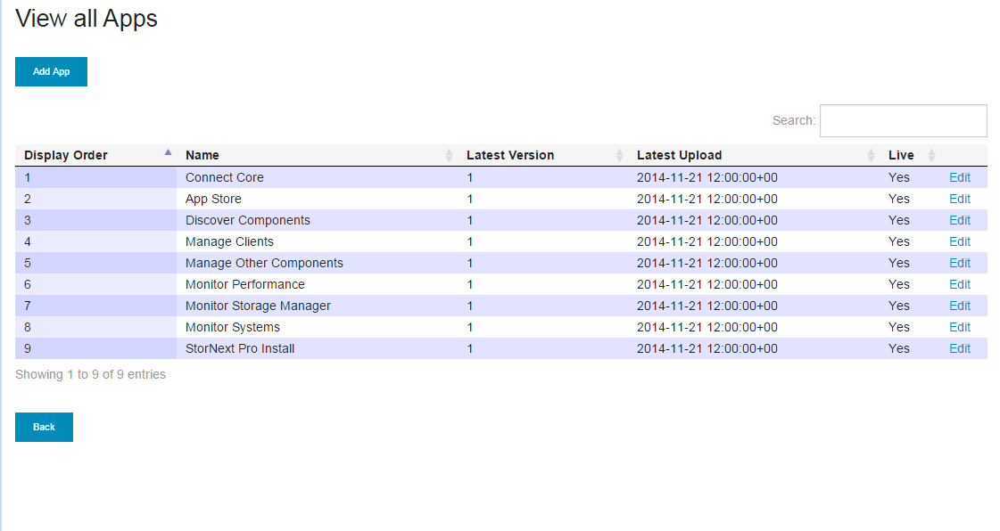 View all Apps
Add App
Search:
Display Order Name Latest Version Latest Upload Live
1 Connect Core 1 2014-11-21 12:00:00+00 Yes Edit
2 App Store 1 2014-11-21 12:00:00+00 Yes Edit
3 Discover Components 1 2014-11-21 12:00:00+00 Yes Edit
4 Manage Clients 1 2014-11-21 12:00:00+00 Yes Edit
5 Manage Other Components 1 2014-11-21 12:00:00+00 Yes Edit
6 Monitor Performance 1 2014-11-21 12:00:00+00 Yes Edit
7 Monitor Storage Manager 1 2014-11-21 12:00:00+00 Yes Edit
8 Monitor Systems 1 2014-11-21 12:00:00+00 Yes Edit
9 StorNext Pro Install 1 2014-11-21 12:00:00+00 Yes Edit
Showing 1 to 9 of 9 entries
Back